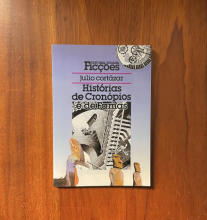 Ficções
julio cortázar
Histórias
de Cronópios
e de Famas